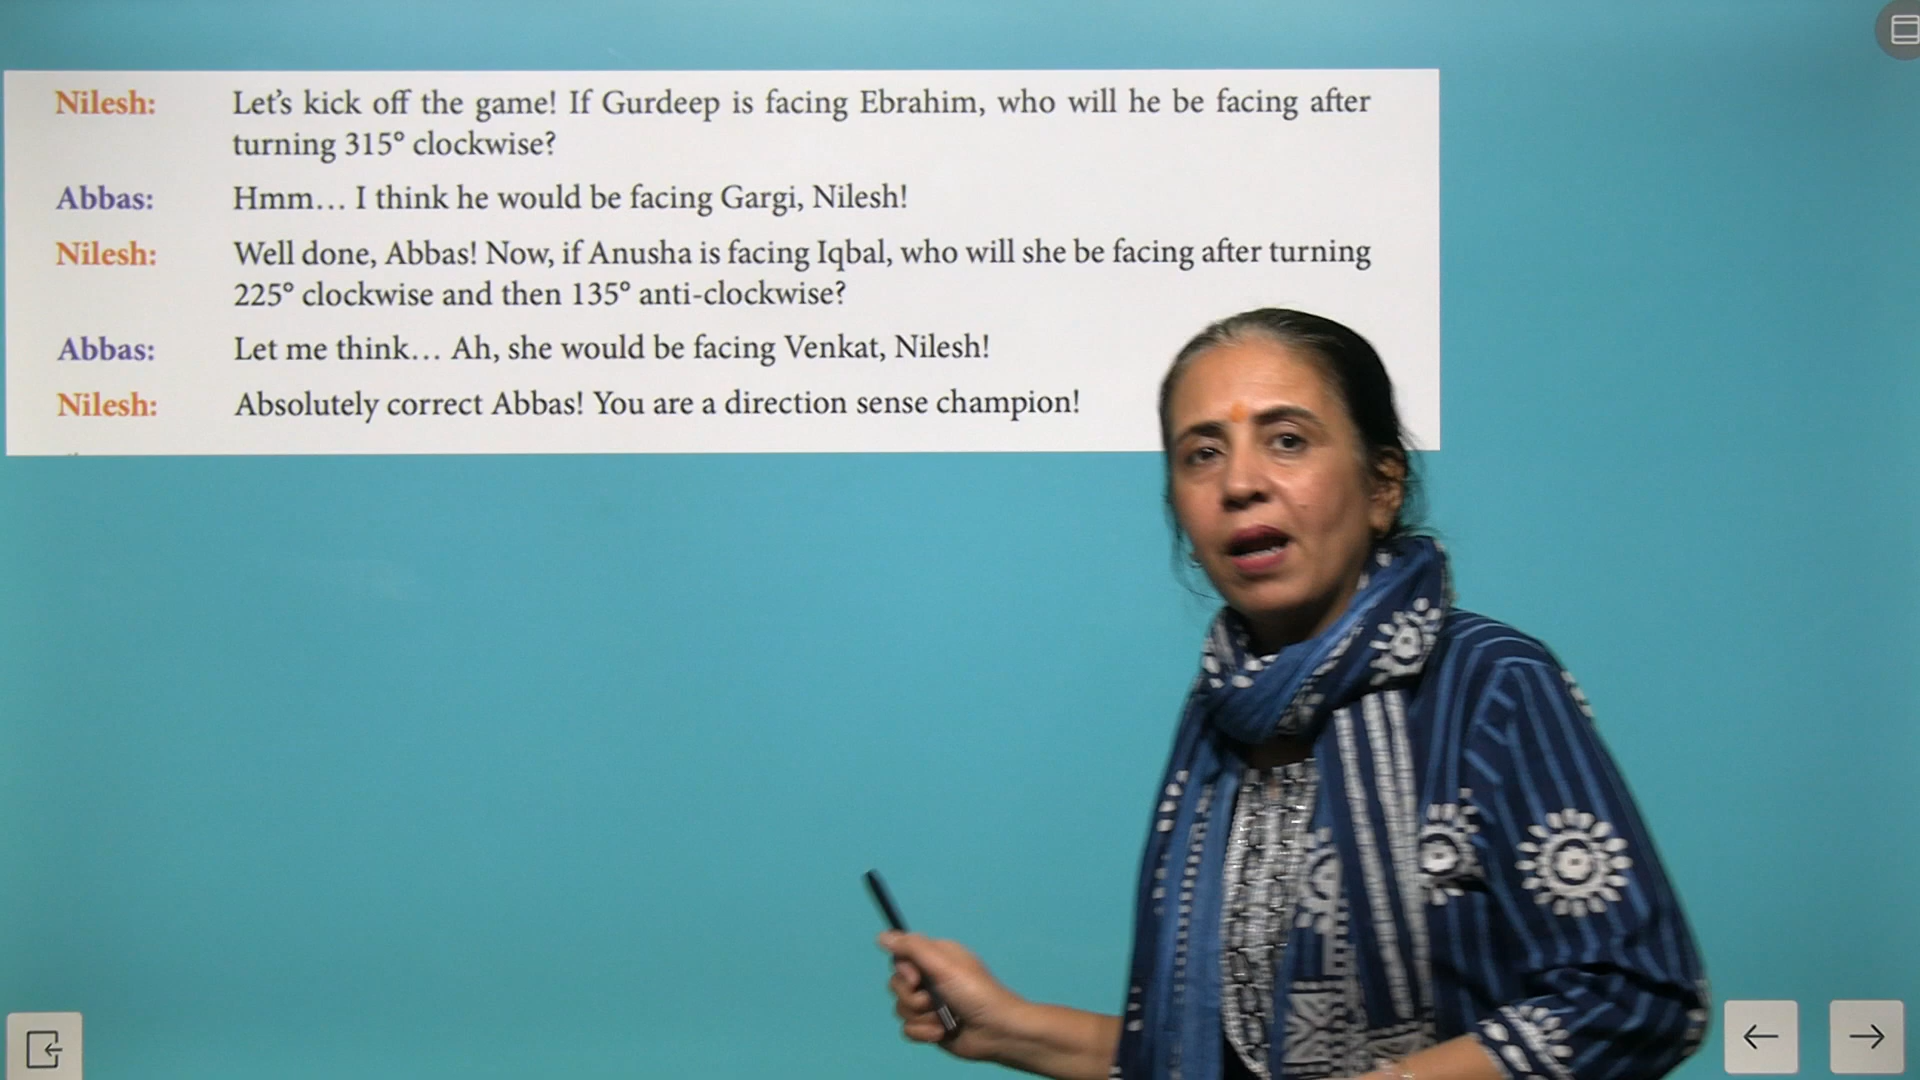 Nilesh: Let's kick off the game! If Gurdeep is facing Ebrahim, who will he be facing after
turning 315° clockwise?
Abbas: Hmm… I think he would be facing Gargi, Nilesh!
Nilesh: Well done, Abbas! Now, if Anusha is facing Iqbal, who will she be facing after turning
225° clockwise and then 135° anti-clockwise?
Abbas: Let me think… Ah, she would be facing Venkat, Nilesh!
Nilesh: Absolutely correct Abbas! You are a direction sense champion!